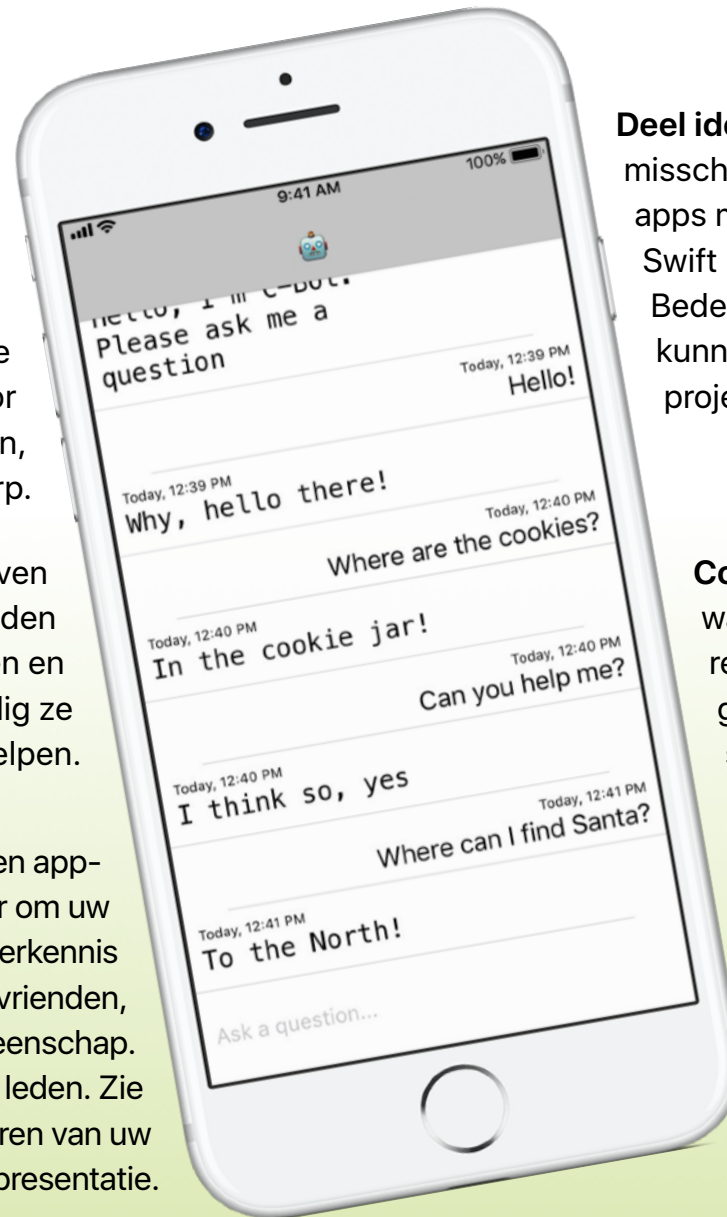 e
or
n,
rp.
ven
den
en en
dig ze
elpen.
en app-
r om uw
erkennis
vrienden,
eenschap.
leden. Zie
ren van uw
presentatie.
9:41 AM
100%
Hello, I'm C-Bot.
Please ask me a
question
Today, 12:39 PM
Hello!
Today, 12:39 PM
Why, hello there!
Today, 12:40 PM
Where are the cookies?
Today, 12:40 PM
In the cookie jar!
Today, 12:40 PM
Can you help me?
Today, 12:40 PM
I think so, yes
Today, 12:41 PM
Where can I find Santa?
Today, 12:41 PM
To the North!
Ask a question...
Deel ide
missch
apps m
Swift
Bede
kunn
proje
Co
wa
re
g